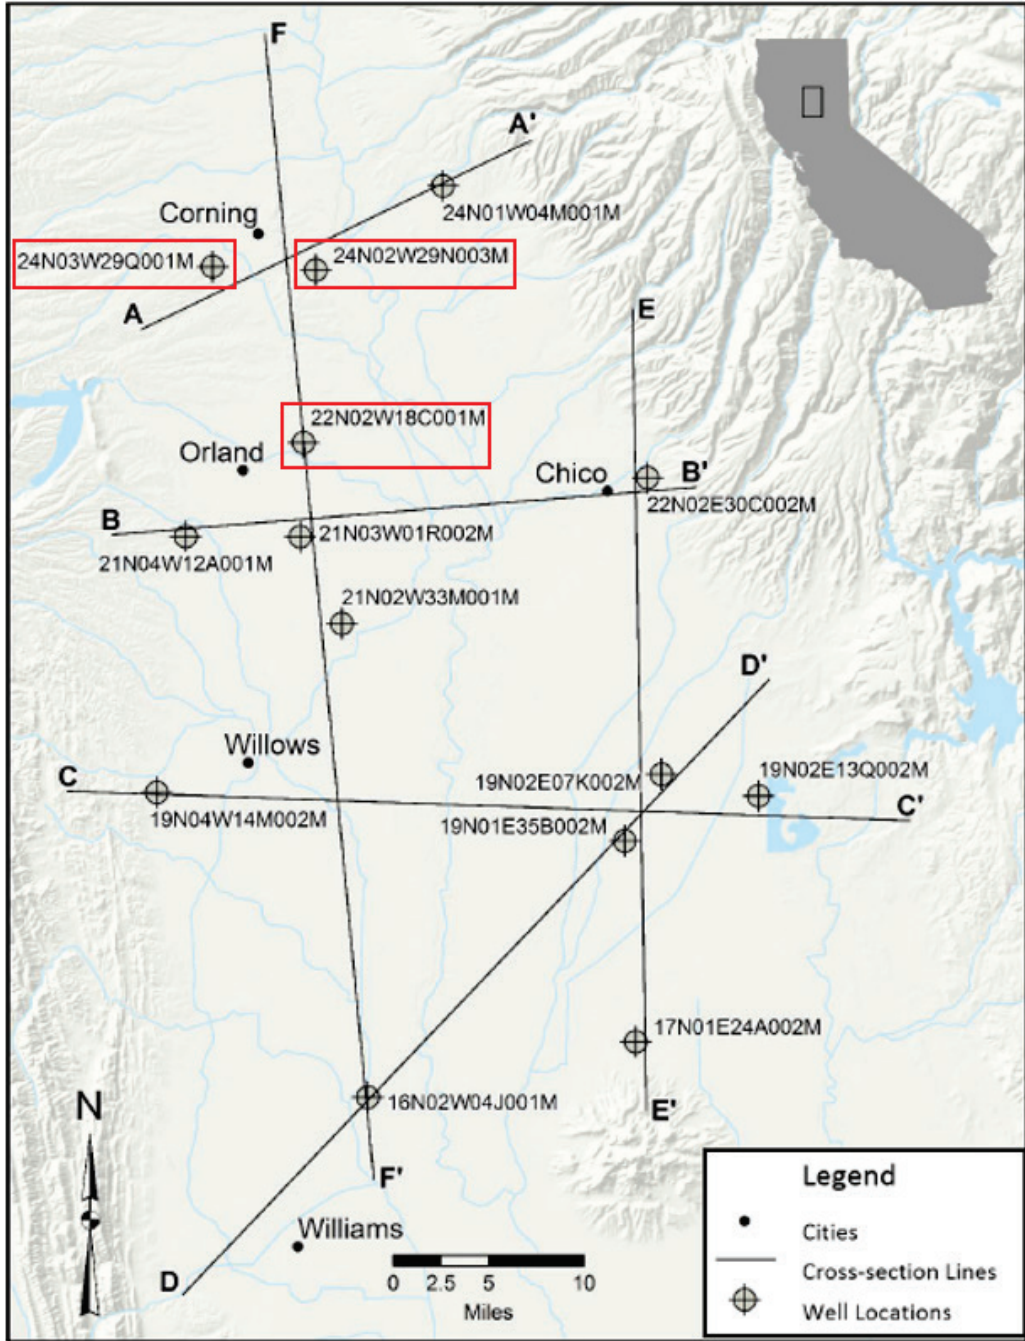 F
A'
24N01W04M001M
Corning
24N03W29Q001M
24N02W29N003M
A
E
22N02W18C001M
Orland
Chico
B'
22N02E30C002M
B
21N03W01R002M
21N04W12A001M
21N02W33M001M
D'
Willows
C
19N02E07K002M
19N02E13Q002M
C'
19N04W14M002M
19N01E35B002M
17N01E24A002M
N
16N02W04J001M
E'
F'
Williams
D
0 2.5 5 10
Miles
Legend
Cities
Cross-section Lines
Well Locations